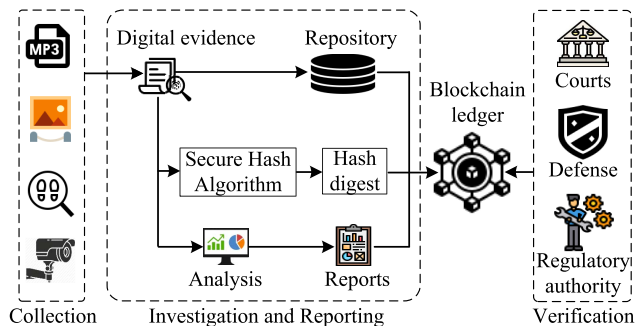 MP3
Collection
Digital evidence
Repository
Secure Hash
Algorithm
Hash
digest
Analysis
Reports
Investigation and Reporting
Blockchain
ledger
Courts
Defense
Regulatory
authority
Verification